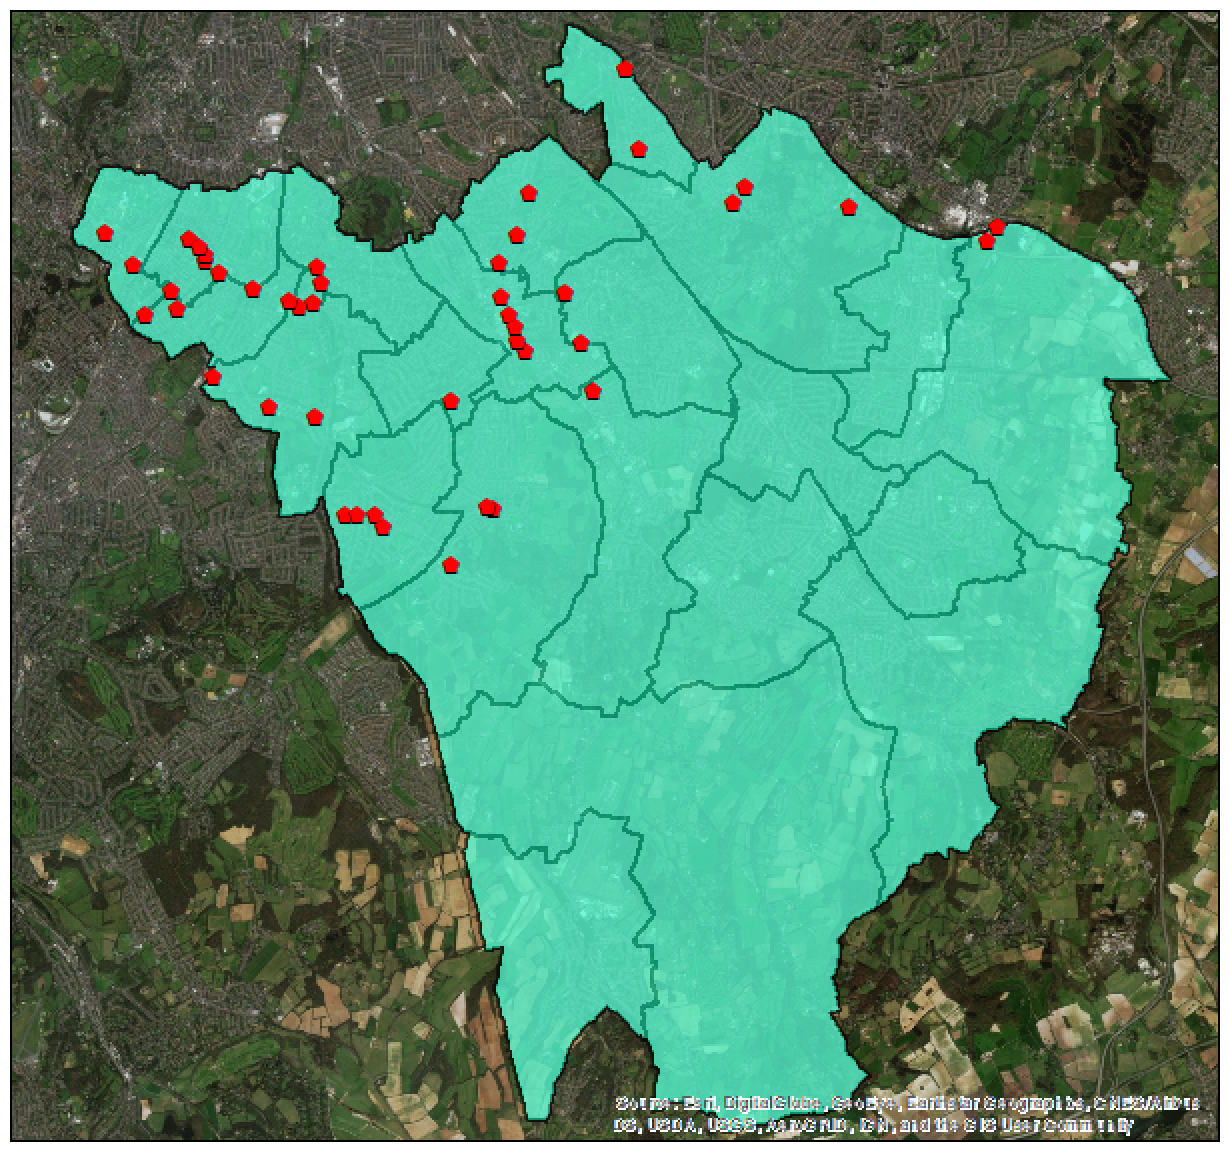 Source: Esri, DigitalGlobe, GeoEye, Earthstar Geographics, CNES/Airbus
DS, USDA, USGS, AeroGRID, IGN, and the GIS User Community